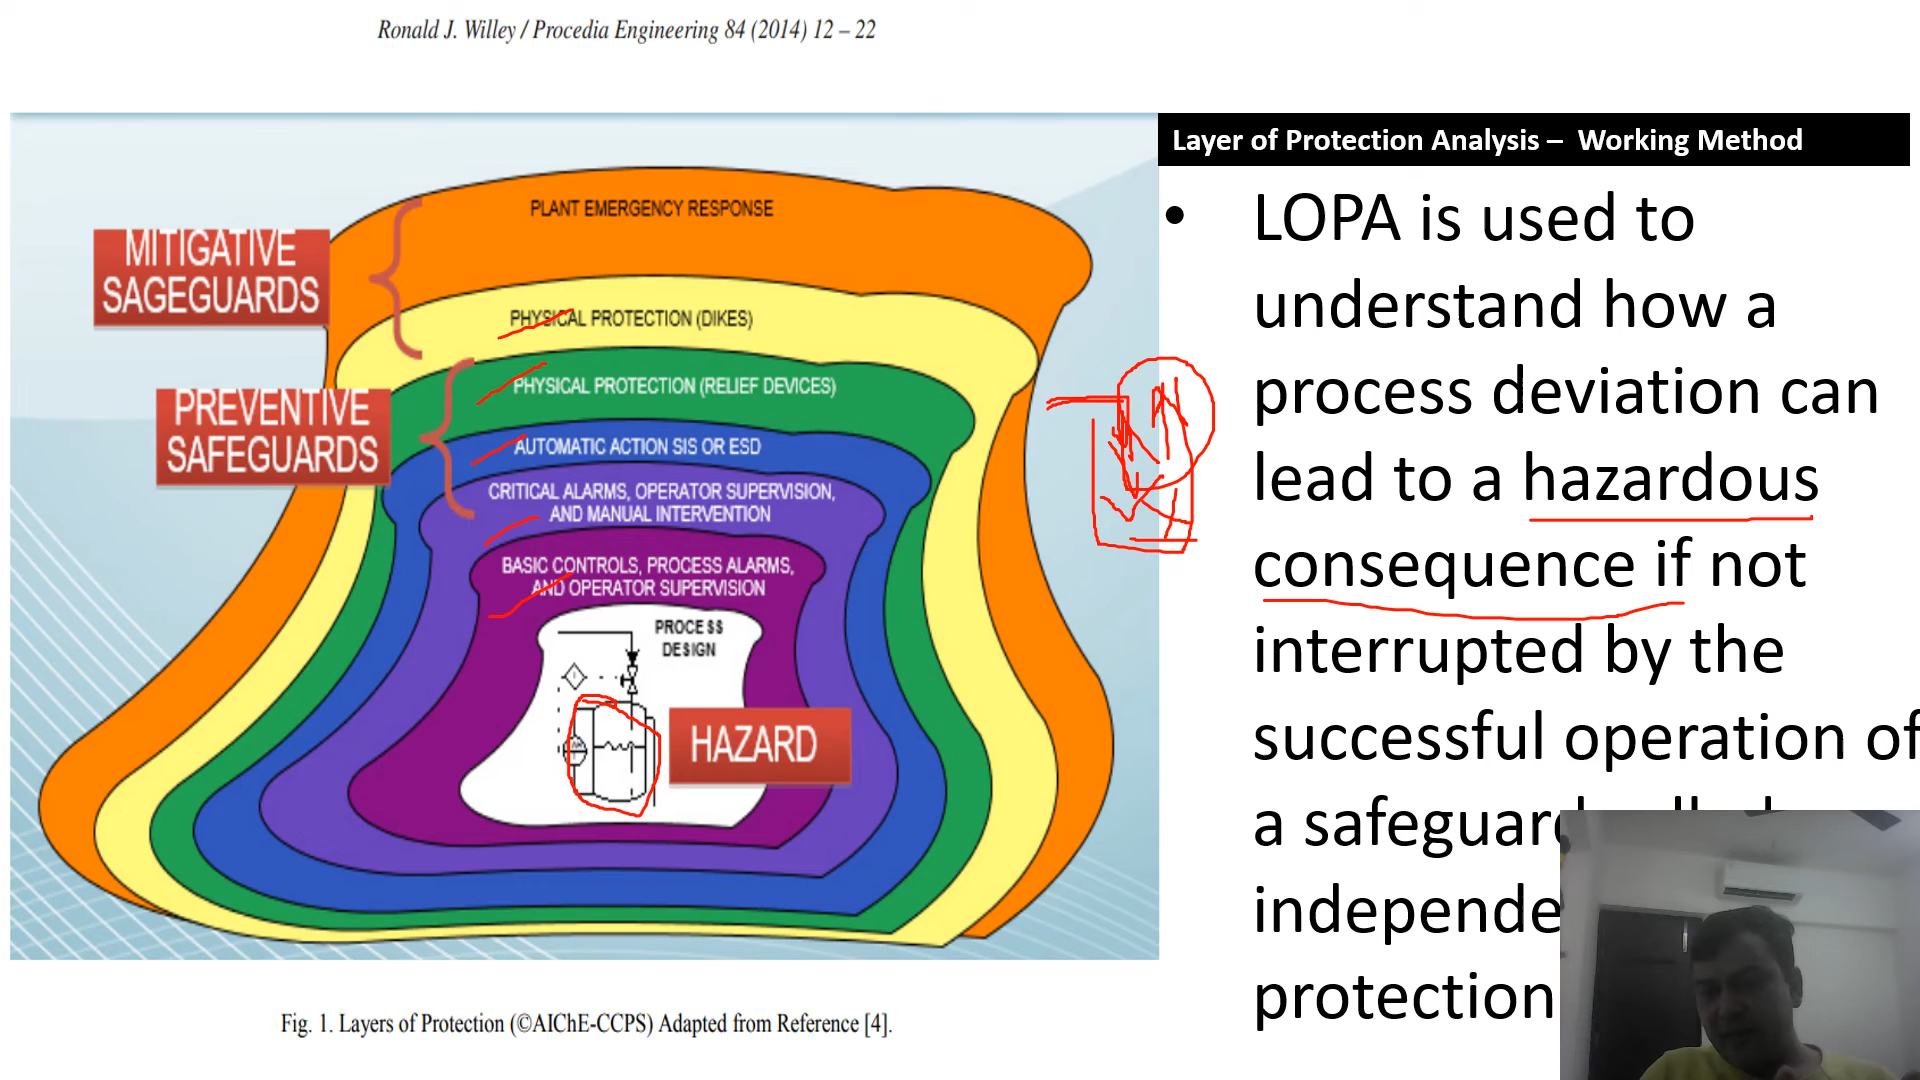 Ronald J. Willey / Procedia Engineering 84 (2014) 12 – 22
Layer of Protection Analysis – Working Method
PLANT EMERGENCY RESPONSE
MITIGATIVE
SAGEGUARDS
PHYSICAL PROTECTION (DIKES)
PHYSICAL PROTECTION (RELIEF DEVICES)
PREVENTIVE
SAFEGUARDS
AUTOMATIC ACTION SIS OR ESD
CRITICAL ALARMS, OPERATOR SUPERVISION,
AND MANUAL INTERVENTION
BASIC CONTROLS, PROCESS ALARMS,
AND OPERATOR SUPERVISION
PROCESS
DESIGN
HAZARD
• LOPA is used to
understand how a
process deviation can
lead to a hazardous
consequence if not
interrupted by the
successful operation of
a safeguard
independe
protection
Fig. 1. Layers of Protection (©AIChE-CCPS) Adapted from Reference [4].